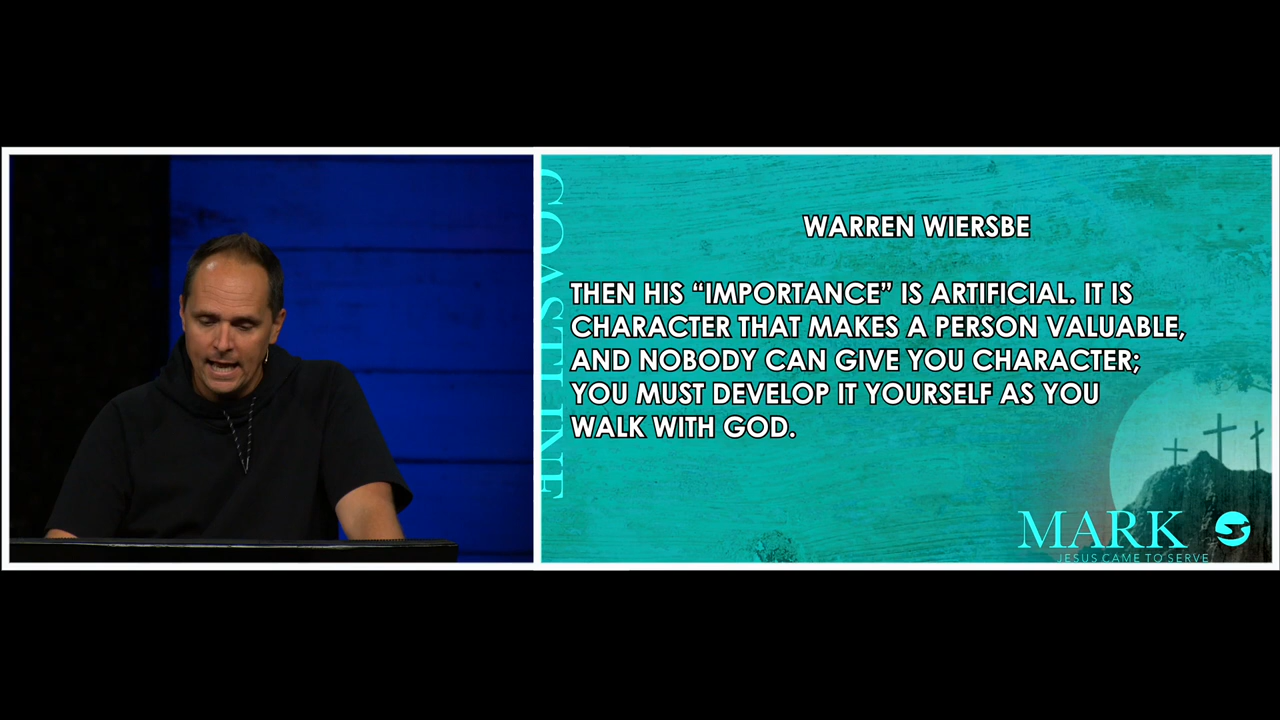 COASTLINE
WARREN WIERSBE
THEN HIS “IMPORTANCE” IS ARTIFICIAL. IT IS
CHARACTER THAT MAKES A PERSON VALUABLE,
AND NOBODY CAN GIVE YOU CHARACTER;
YOU MUST DEVELOP IT YOURSELF AS YOU
WALK WITH GOD.
MARK
JESUS CAME TO SERVE